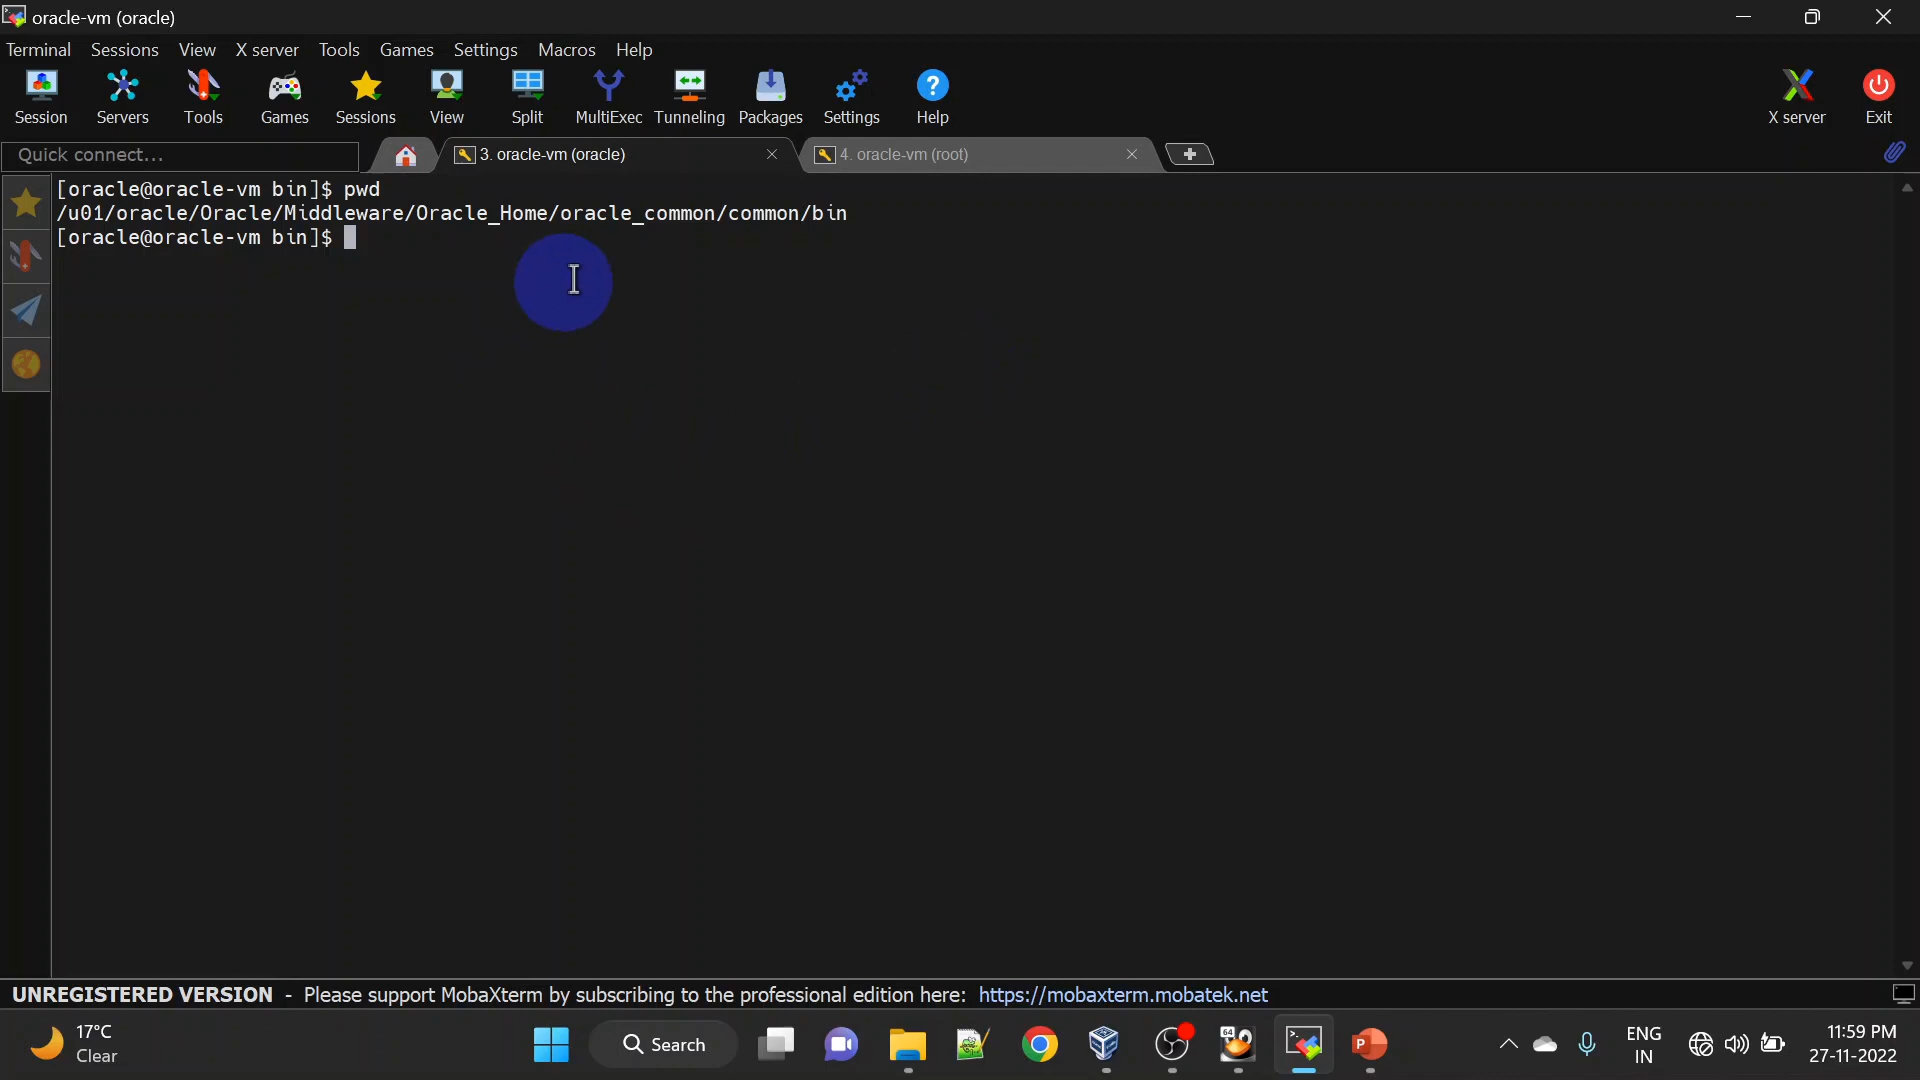 oracle-vm (oracle)
Terminal Sessions View X server Tools Games Settings Macros Help
Session Servers Tools Games Sessions View Split MultiExec Tunneling Packages Settings Help X server Exit
Quick connect... 3. oracle-vm (oracle) 4. oracle-vm (root)
[oracle@oracle-vm bin]$ pwd
/u01/oracle/Oracle/Middleware/Oracle_Home/oracle_common/common/bin
[oracle@oracle-vm bin]$
UNREGISTERED VERSION - Please support MobaXterm by subscribing to the professional edition here: https://mobaxterm.mobatek.net
17°C
Clear
Search
64
P
ENG
IN
11:59 PM
27-11-2022